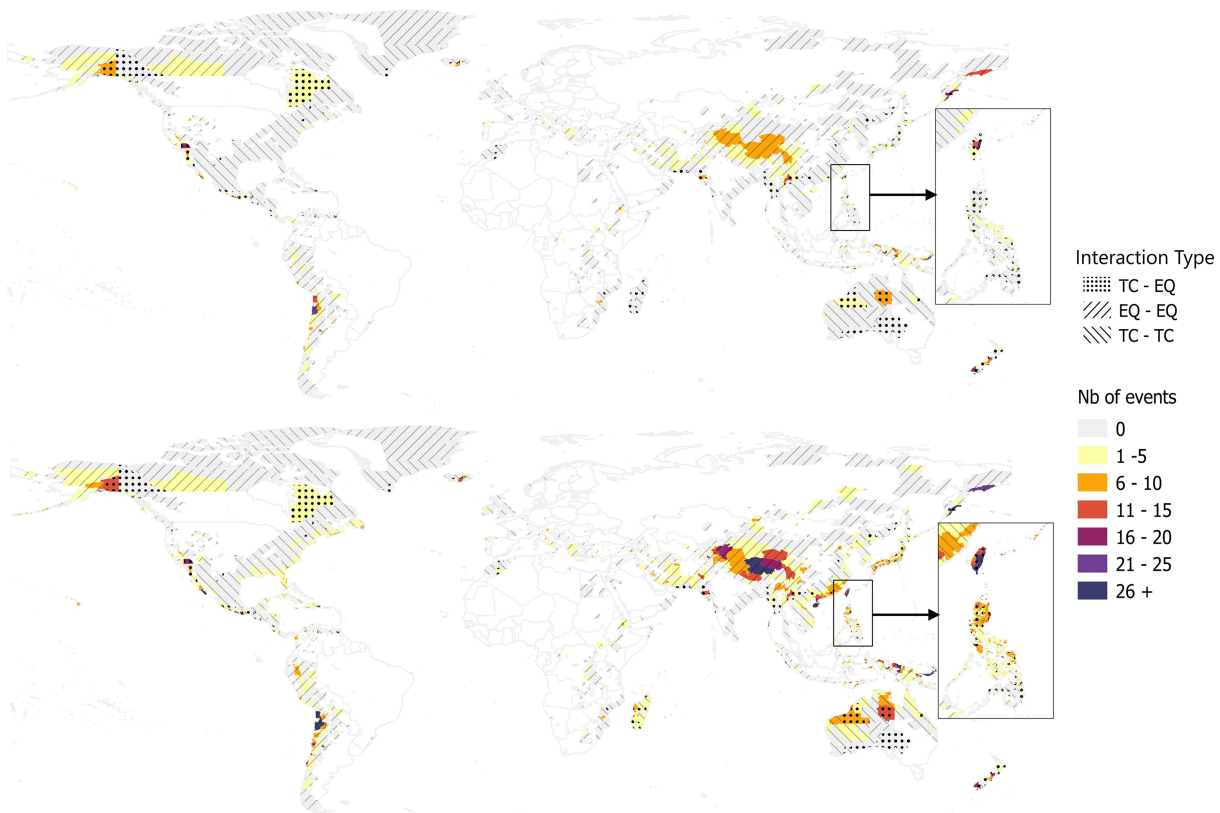 Interaction Type
TC - EQ
EQ - EQ
TC - TC
Nb of events
0
1 -5
6 - 10
11 - 15
16 - 20
21 - 25
26 +